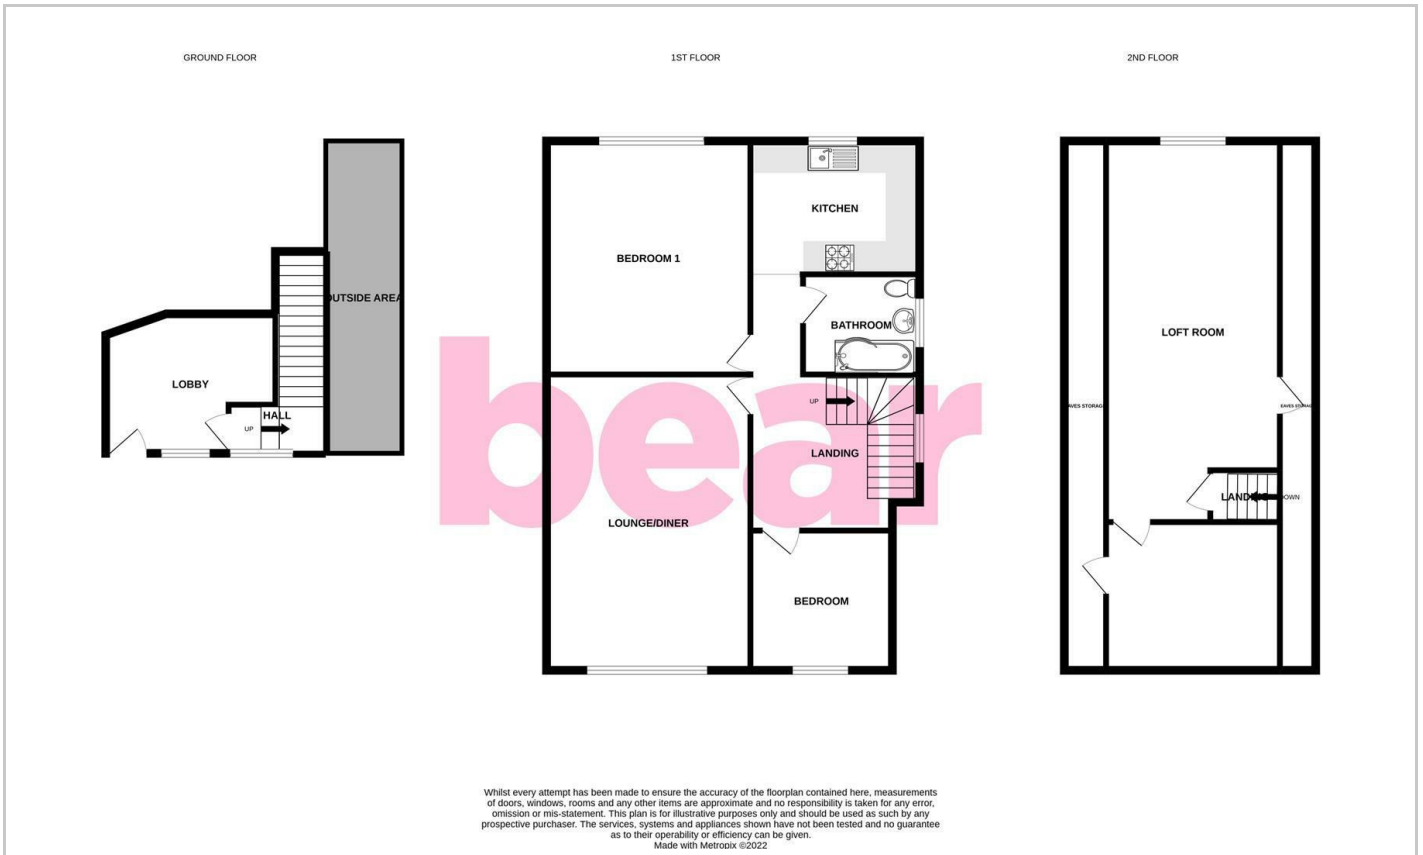 GROUND FLOOR
1ST FLOOR
2ND FLOOR
OUTSIDE AREA
LOBBY
HALL
UP
BEDROOM 1
KITCHEN
BATHROOM
UP
LANDING
LOUNGE/DINER
BEDROOM
bear
LOFT ROOM
EAVES STORAGE
EAVES STORAGE
LANDING
DOWN
Whilst every attempt has been made to ensure the accuracy of the floorplan contained here, measurements
of doors, windows, rooms and any other items are approximate and no responsibility is taken for any error,
omission or mis-statement. This plan is for illustrative purposes only and should be used as such by any
prospective purchaser. The services, systems and appliances shown have not been tested and no guarantee
as to their operability or efficiency can be given.
Made with Metropix ©2022